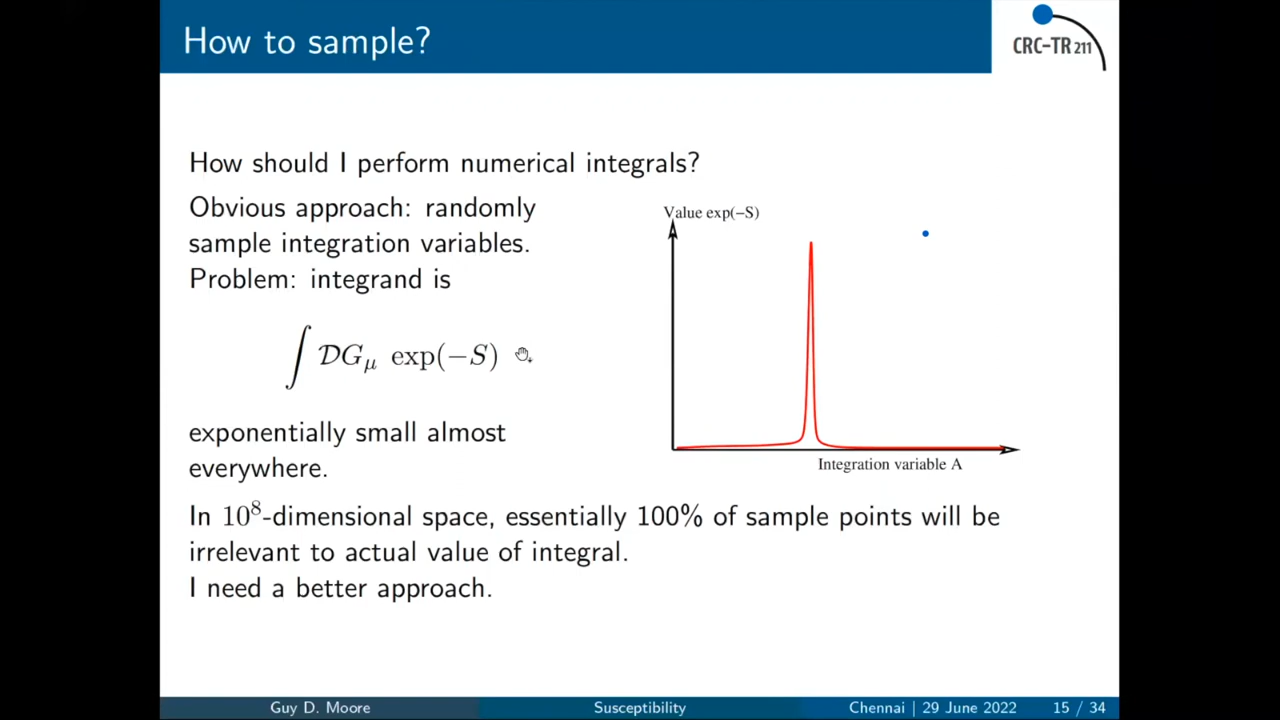 How to sample?
CRC-TR 211
How should I perform numerical integrals?
Obvious approach: randomly
sample integration variables.
Problem: integrand is
∫ 𝒟G_μ exp(−S)
exponentially small almost
everywhere.
Value exp(−S)
Integration variable A
In 10⁸-dimensional space, essentially 100% of sample points will be
irrelevant to actual value of integral.
I need a better approach.
Guy D. Moore
Susceptibility
Chennai | 29 June 2022
15 / 34